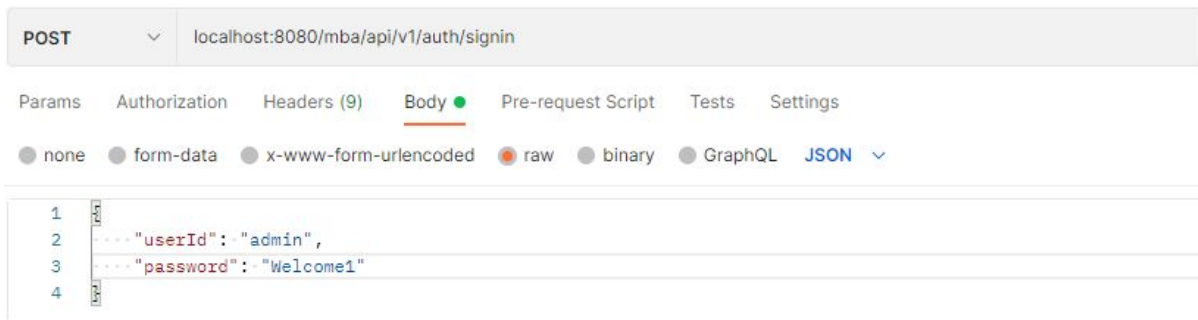 POST localhost:8080/mba/api/v1/auth/signin
Params Authorization Headers (9) Body Pre-request Script Tests Settings
none form-data x-www-form-urlencoded raw binary GraphQL JSON
1 {
2 "userId": "admin",
3 "password": "Welcome1"
4 }